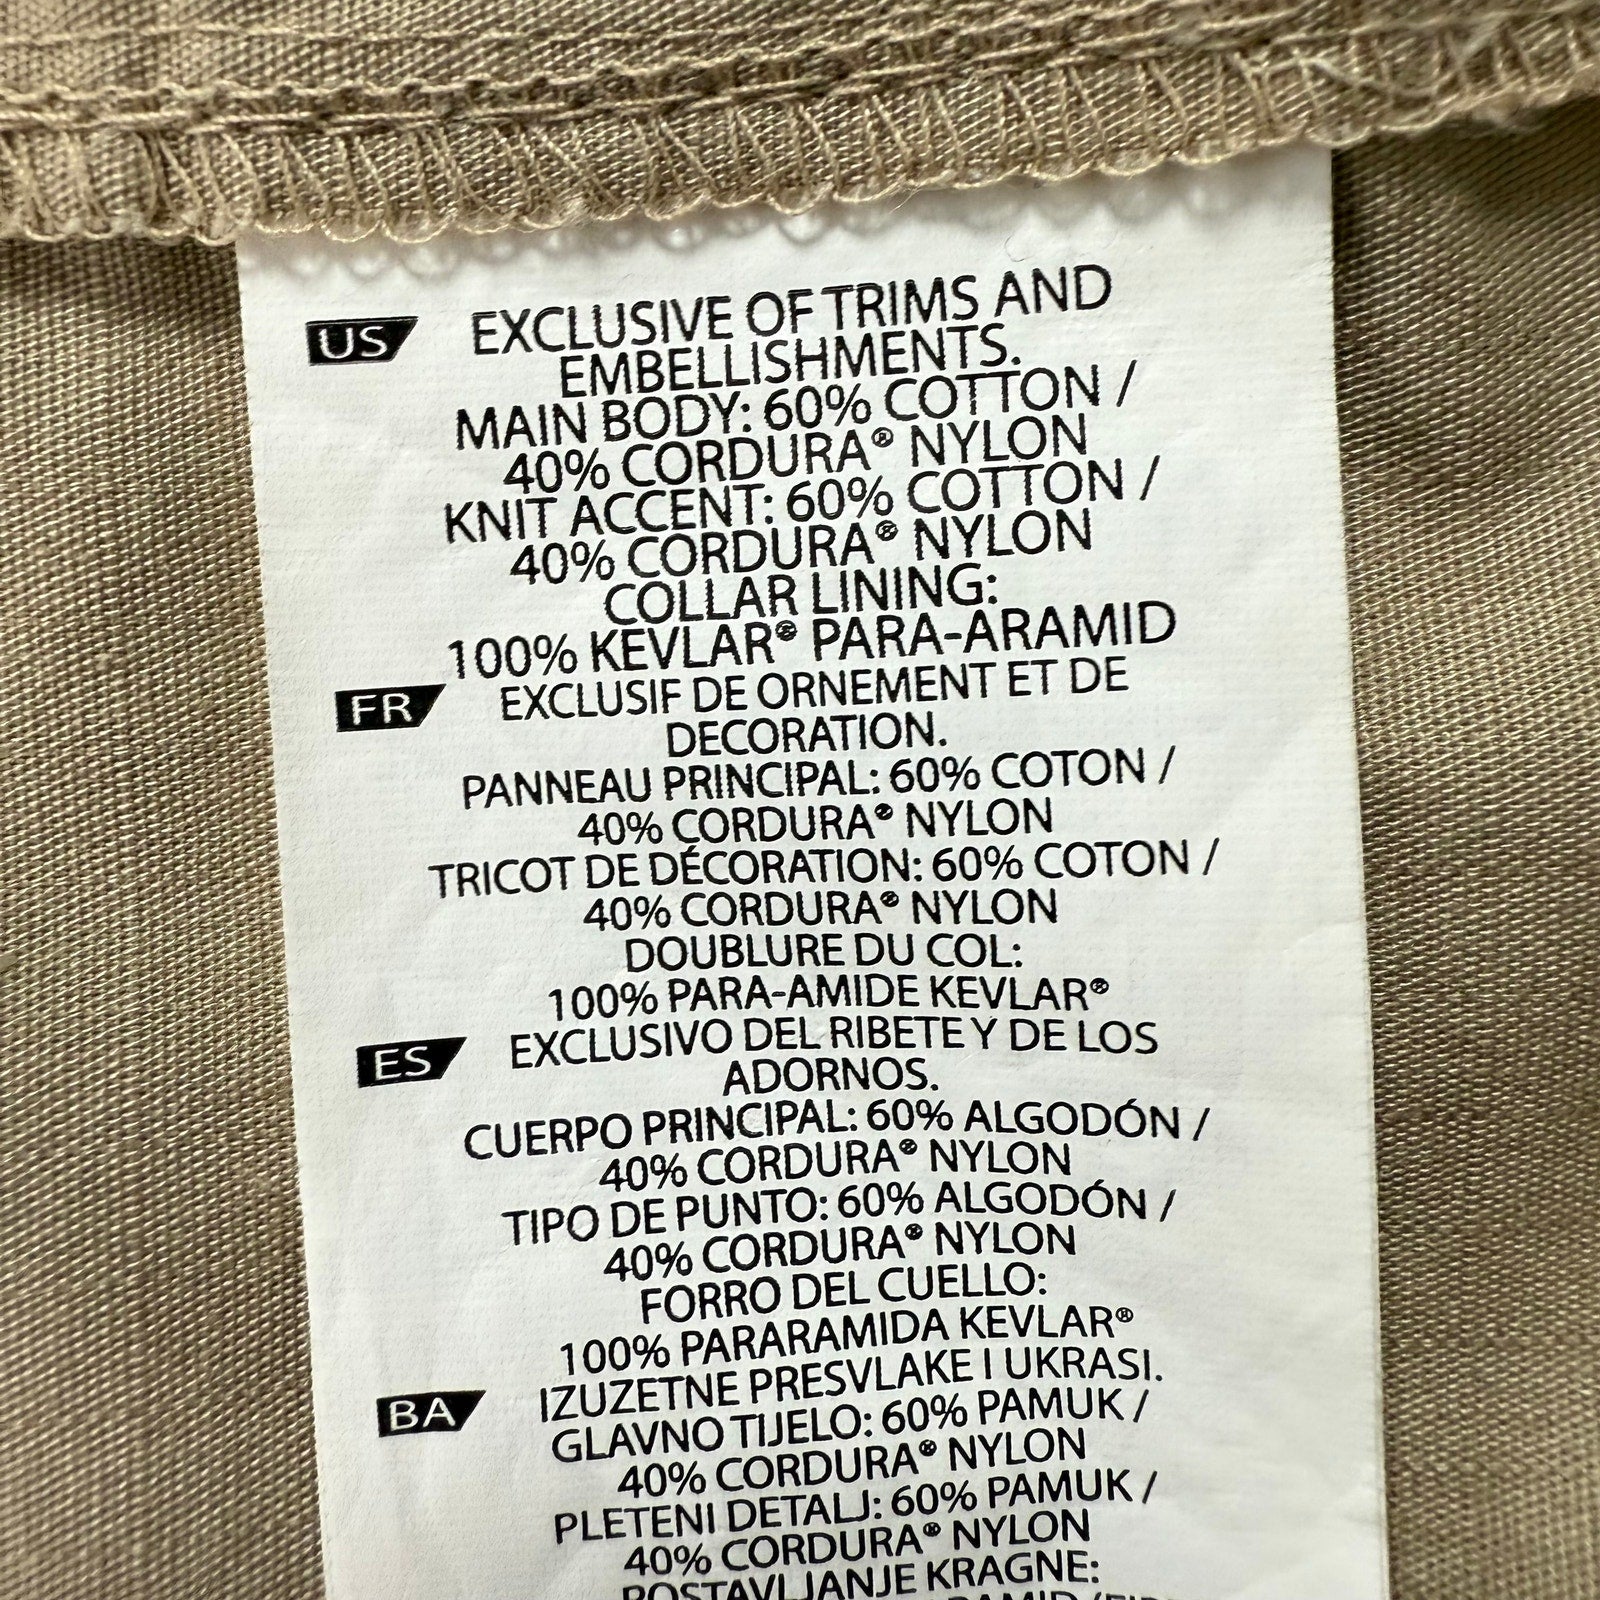 US EXCLUSIVE OF TRIMS AND
EMBELLISHMENTS.
MAIN BODY: 60% COTTON /
40% CORDURA® NYLON
KNIT ACCENT: 60% COTTON /
40% CORDURA® NYLON
COLLAR LINING:
100% KEVLAR® PARA-ARAMID
FR EXCLUSIF DE ORNEMENT ET DE
DECORATION.
PANNEAU PRINCIPAL: 60% COTON /
40% CORDURA® NYLON
TRICOT DE DÉCORATION: 60% COTON /
40% CORDURA® NYLON
DOUBLURE DU COL:
100% PARA-AMIDE KEVLAR®
ES EXCLUSIVO DEL RIBETE Y DE LOS
ADORNOS.
CUERPO PRINCIPAL: 60% ALGODÓN /
40% CORDURA® NYLON
TIPO DE PUNTO: 60% ALGODÓN /
40% CORDURA® NYLON
FORRO DEL CUELLO:
100% PARARAMIDA KEVLAR®
BA IZUZETNE PRESVLAKE I UKRASI.
GLAVNO TIJELO: 60% PAMUK /
40% CORDURA® NYLON
PLETENI DETALJ: 60% PAMUK /
40% CORDURA® NYLON
POSTAVLJANJE KRAGNE: